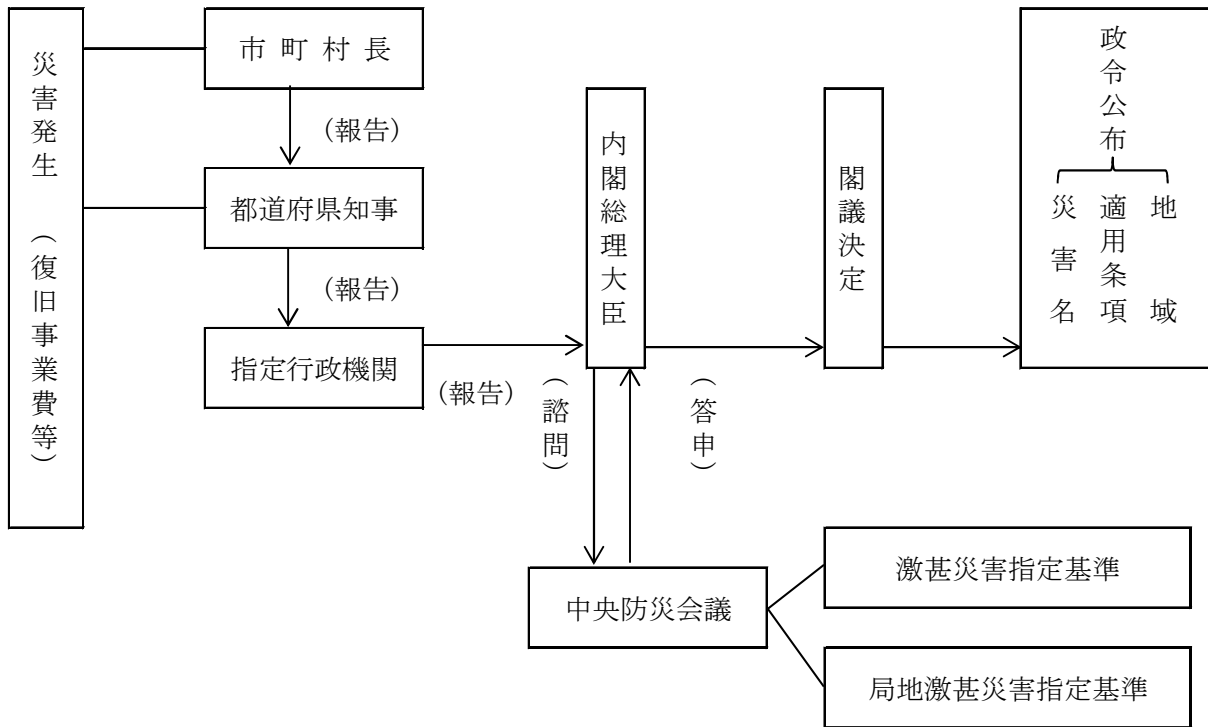 災害発生　（復旧事業費等）
市町村長
（報告）
都道府県知事
（報告）
指定行政機関
（報告）
内閣総理大臣
（諮問）
（答申）
中央防災会議
激甚災害指定基準
局地激甚災害指定基準
閣議決定
政令公布
災害名
適用条項
地域